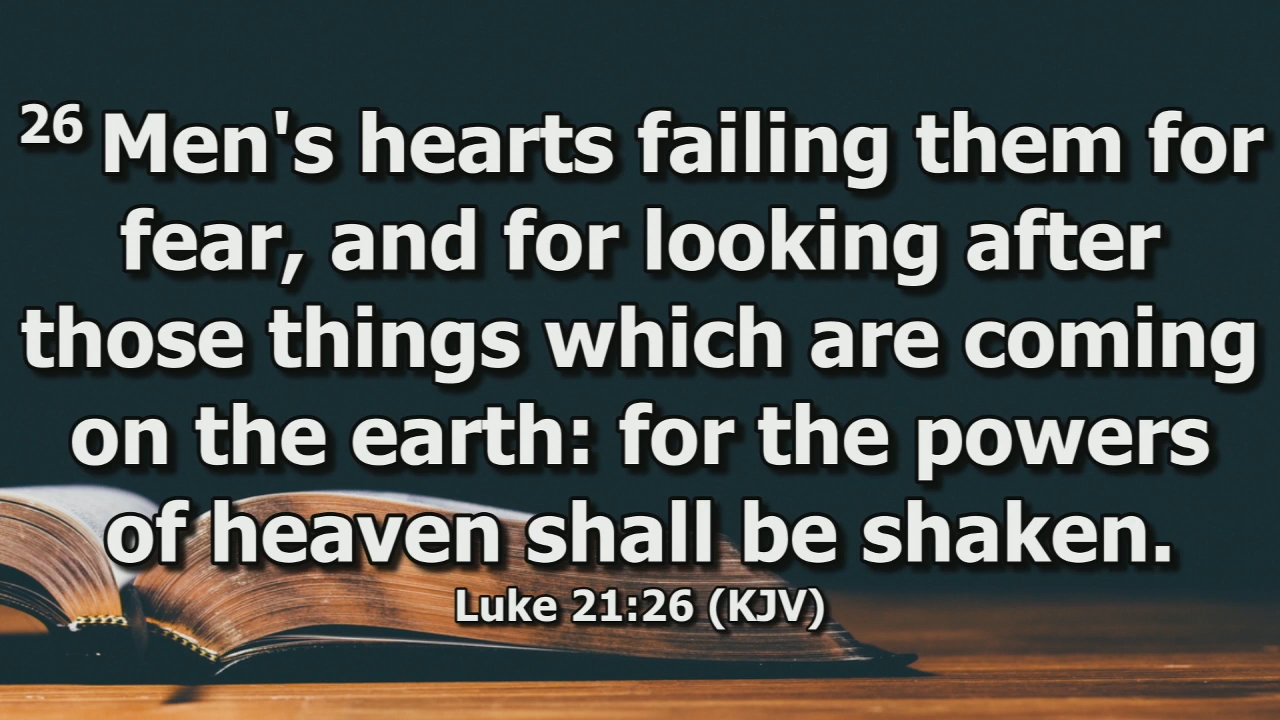 26 Men's hearts failing them for
fear, and for looking after
those things which are coming
on the earth: for the powers
of heaven shall be shaken.
Luke 21:26 (KJV)